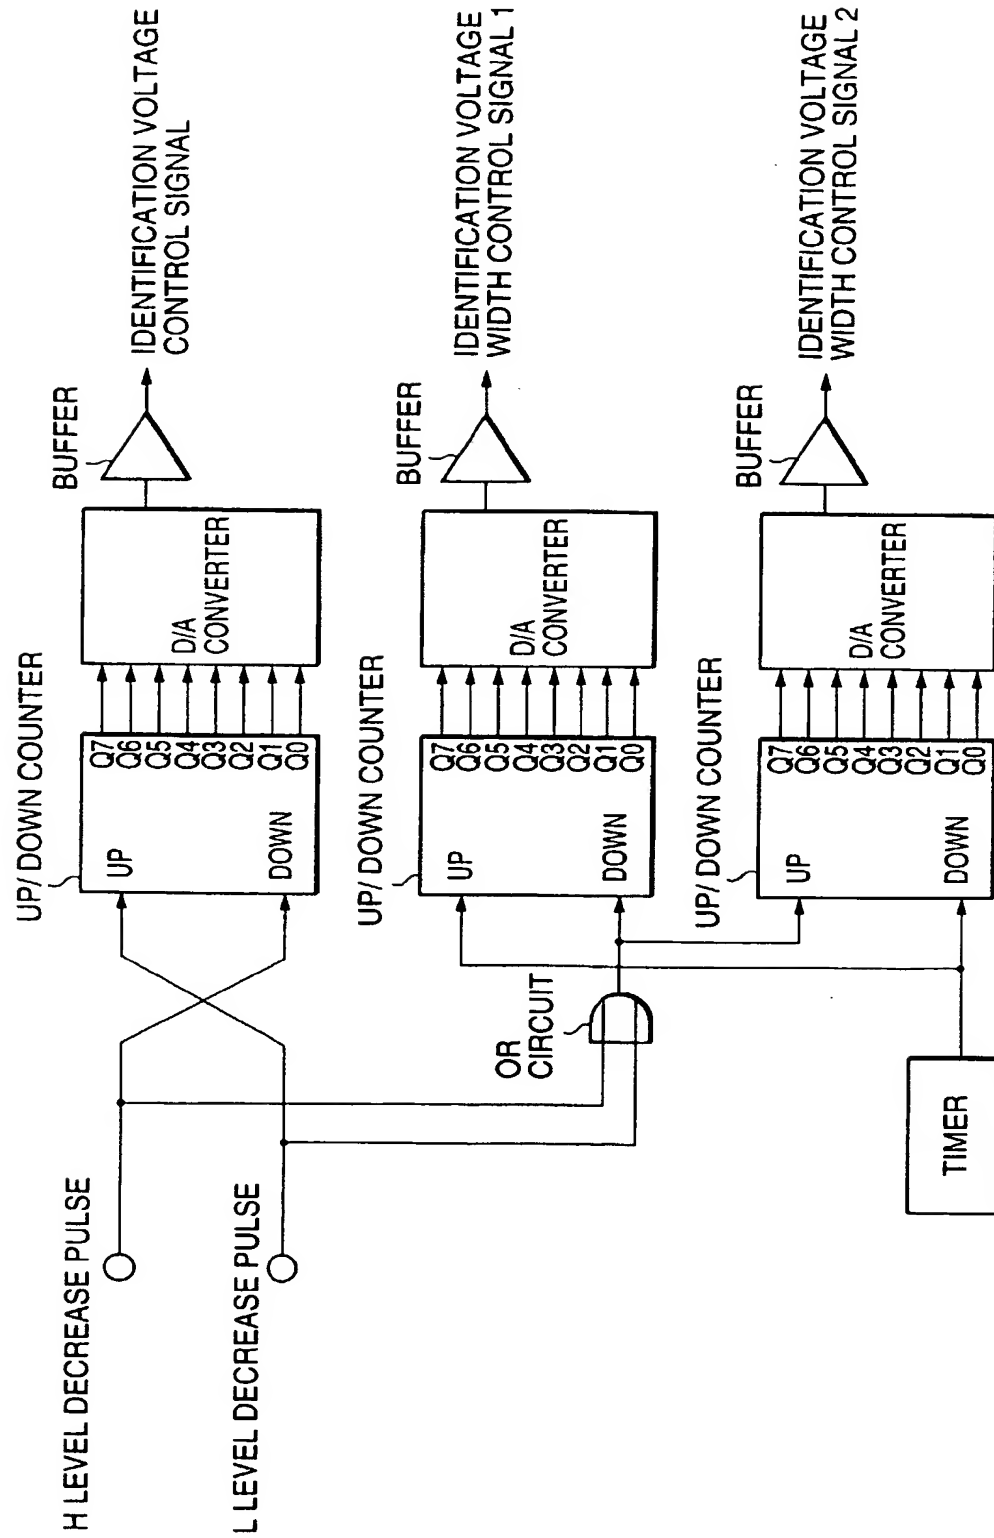 H LEVEL DECREASE PULSE
L LEVEL DECREASE PULSE
UP/ DOWN COUNTER
UP
DOWN
Q7
Q6
Q5
Q4
Q3
Q2
Q1
Q0
D/A
CONVERTER
BUFFER
IDENTIFICATION VOLTAGE
CONTROL SIGNAL
OR
CIRCUIT
UP/ DOWN COUNTER
UP
DOWN
Q7
Q6
Q5
Q4
Q3
Q2
Q1
Q0
D/A
CONVERTER
BUFFER
IDENTIFICATION VOLTAGE
WIDTH CONTROL SIGNAL 1
TIMER
UP/ DOWN COUNTER
UP
DOWN
Q7
Q6
Q5
Q4
Q3
Q2
Q1
Q0
D/A
CONVERTER
BUFFER
IDENTIFICATION VOLTAGE
WIDTH CONTROL SIGNAL 2